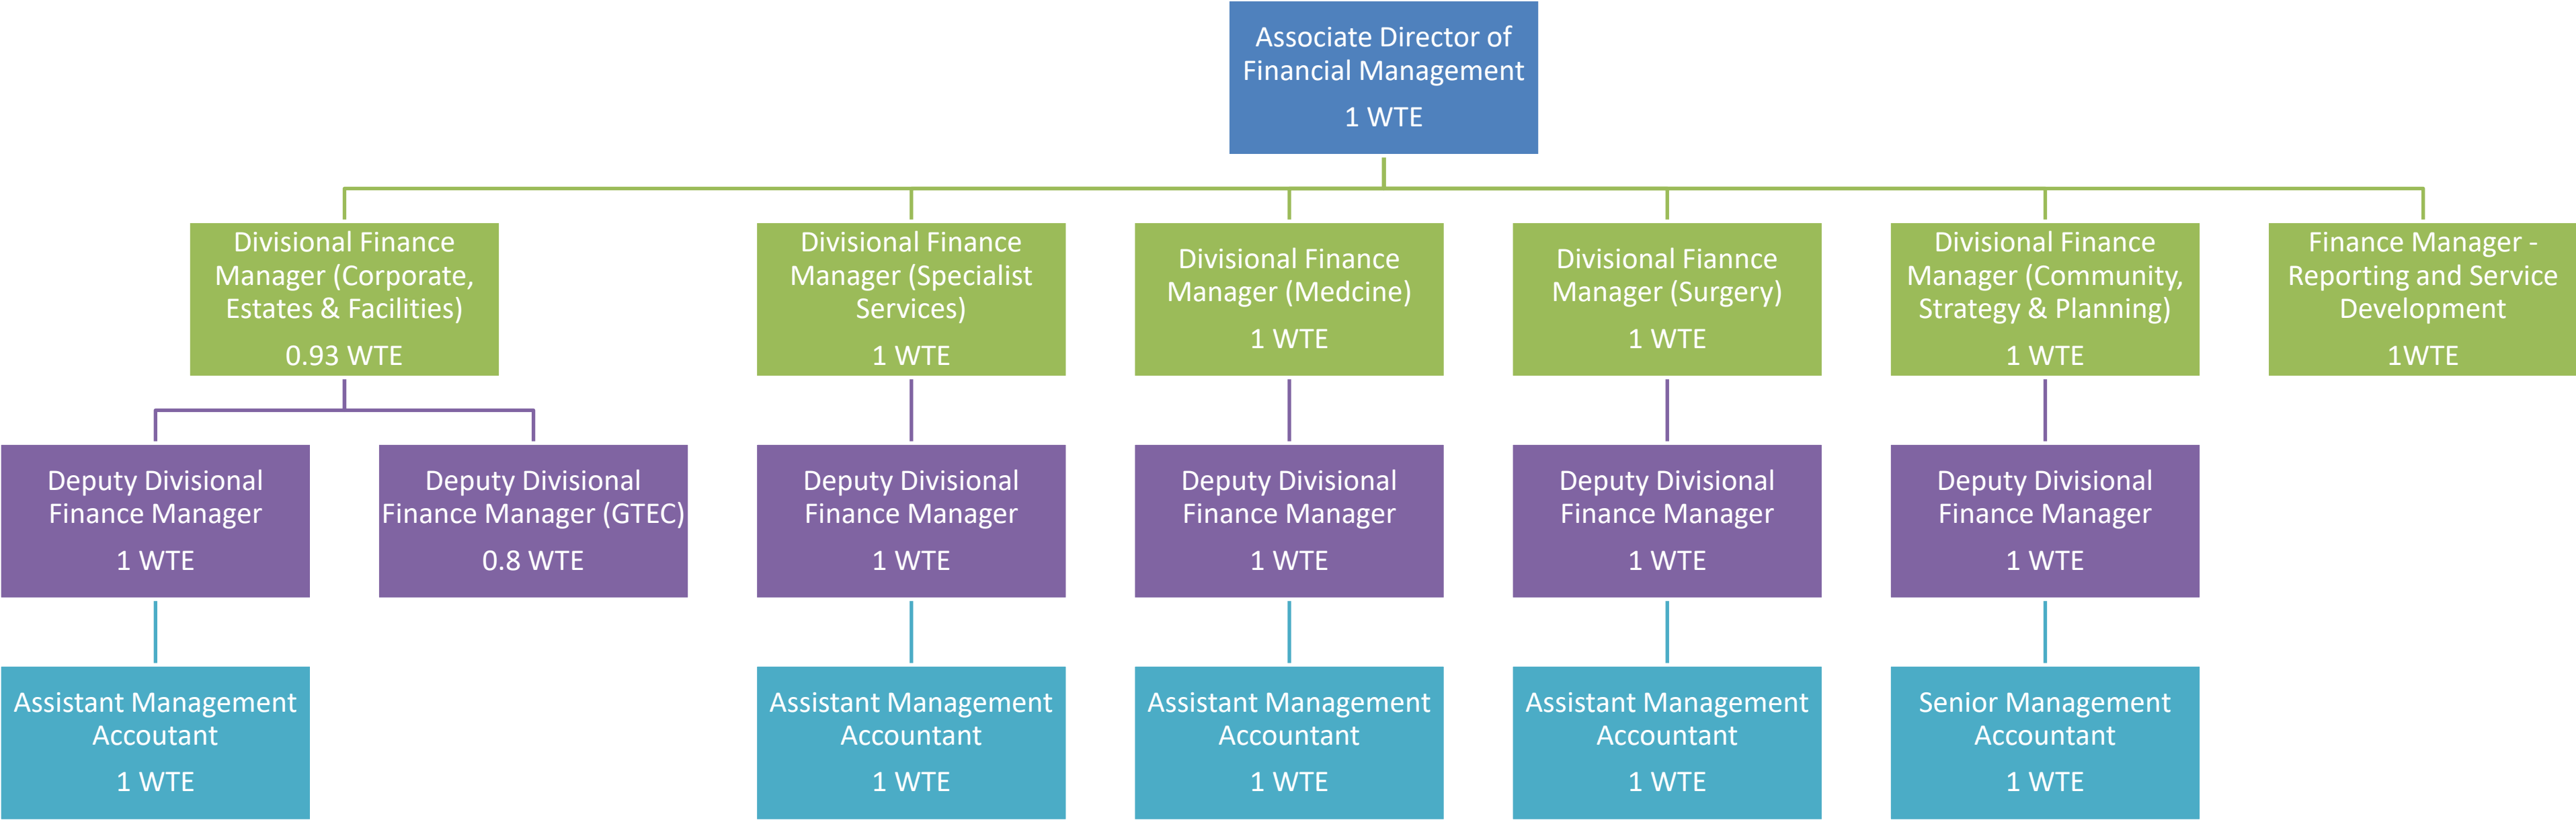 Associate Director of
Financial Management
1 WTE
Divisional Finance
Manager (Corporate,
Estates & Facilities)
0.93 WTE
Divisional Finance
Manager (Specialist
Services)
1 WTE
Divisional Finance
Manager (Medcine)
1 WTE
Divisional Fiannce
Manager (Surgery)
1 WTE
Divisional Finance
Manager (Community,
Strategy & Planning)
1 WTE
Finance Manager -
Reporting and Service
Development
1WTE
Deputy Divisional
Finance Manager
1 WTE
Deputy Divisional
Finance Manager (GTEC)
0.8 WTE
Deputy Divisional
Finance Manager
1 WTE
Deputy Divisional
Finance Manager
1 WTE
Deputy Divisional
Finance Manager
1 WTE
Deputy Divisional
Finance Manager
1 WTE
Assistant Management
Accoutant
1 WTE
Assistant Management
Accountant
1 WTE
Assistant Management
Accountant
1 WTE
Assistant Management
Accountant
1 WTE
Senior Management
Accountant
1 WTE